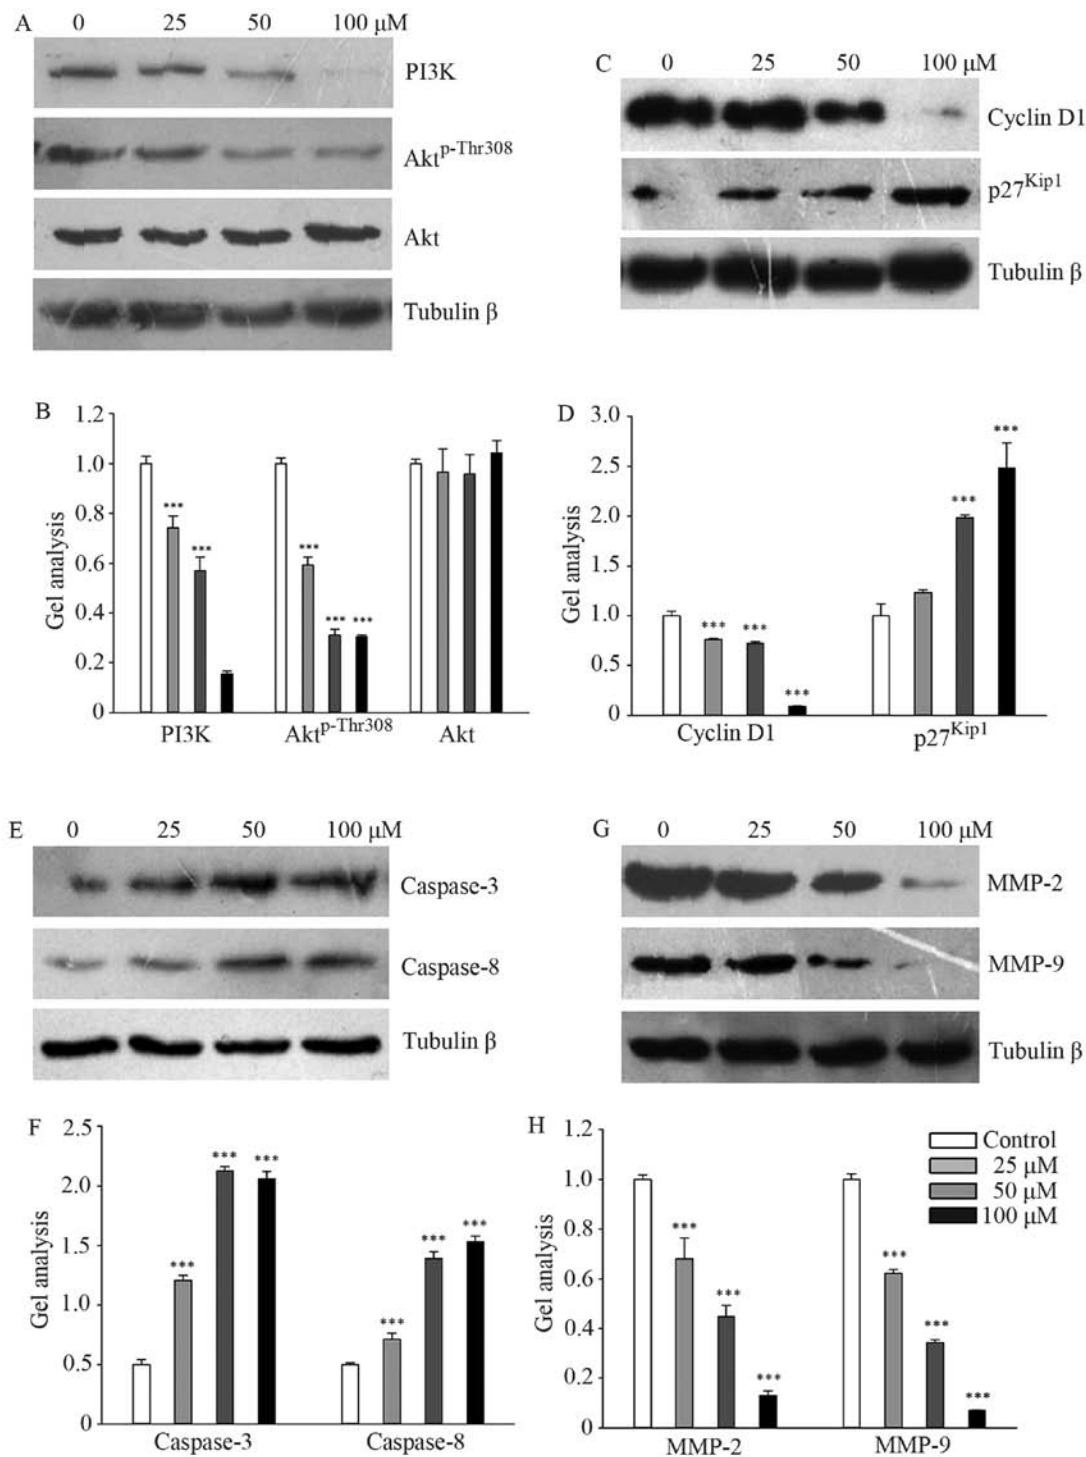 A 0 25 50 100 μM
PI3K
Akt^p-Thr308
Akt
Tubulin β
C 0 25 50 100 μM
Cyclin D1
p27^Kip1
Tubulin β
B
1.2
1.0
0.8
0.6
0.4
0.2
0
Gel analysis
*** *** *** *** ***
PI3K Akt^p-Thr308 Akt
D
3.0
2.5
2.0
1.5
1.0
0.5
0
Gel analysis
*** *** *** *** ***
Cyclin D1 p27^Kip1
E 0 25 50 100 μM
Caspase-3
Caspase-8
Tubulin β
G 0 25 50 100 μM
MMP-2
MMP-9
Tubulin β
F
2.5
2.0
1.5
1.0
0.5
0
Gel analysis
*** *** *** *** *** ***
Caspase-3 Caspase-8
H
1.2
1.0
0.8
0.6
0.4
0.2
0
Gel analysis
*** *** *** *** *** ***
MMP-2 MMP-9
Control
25 μM
50 μM
100 μM